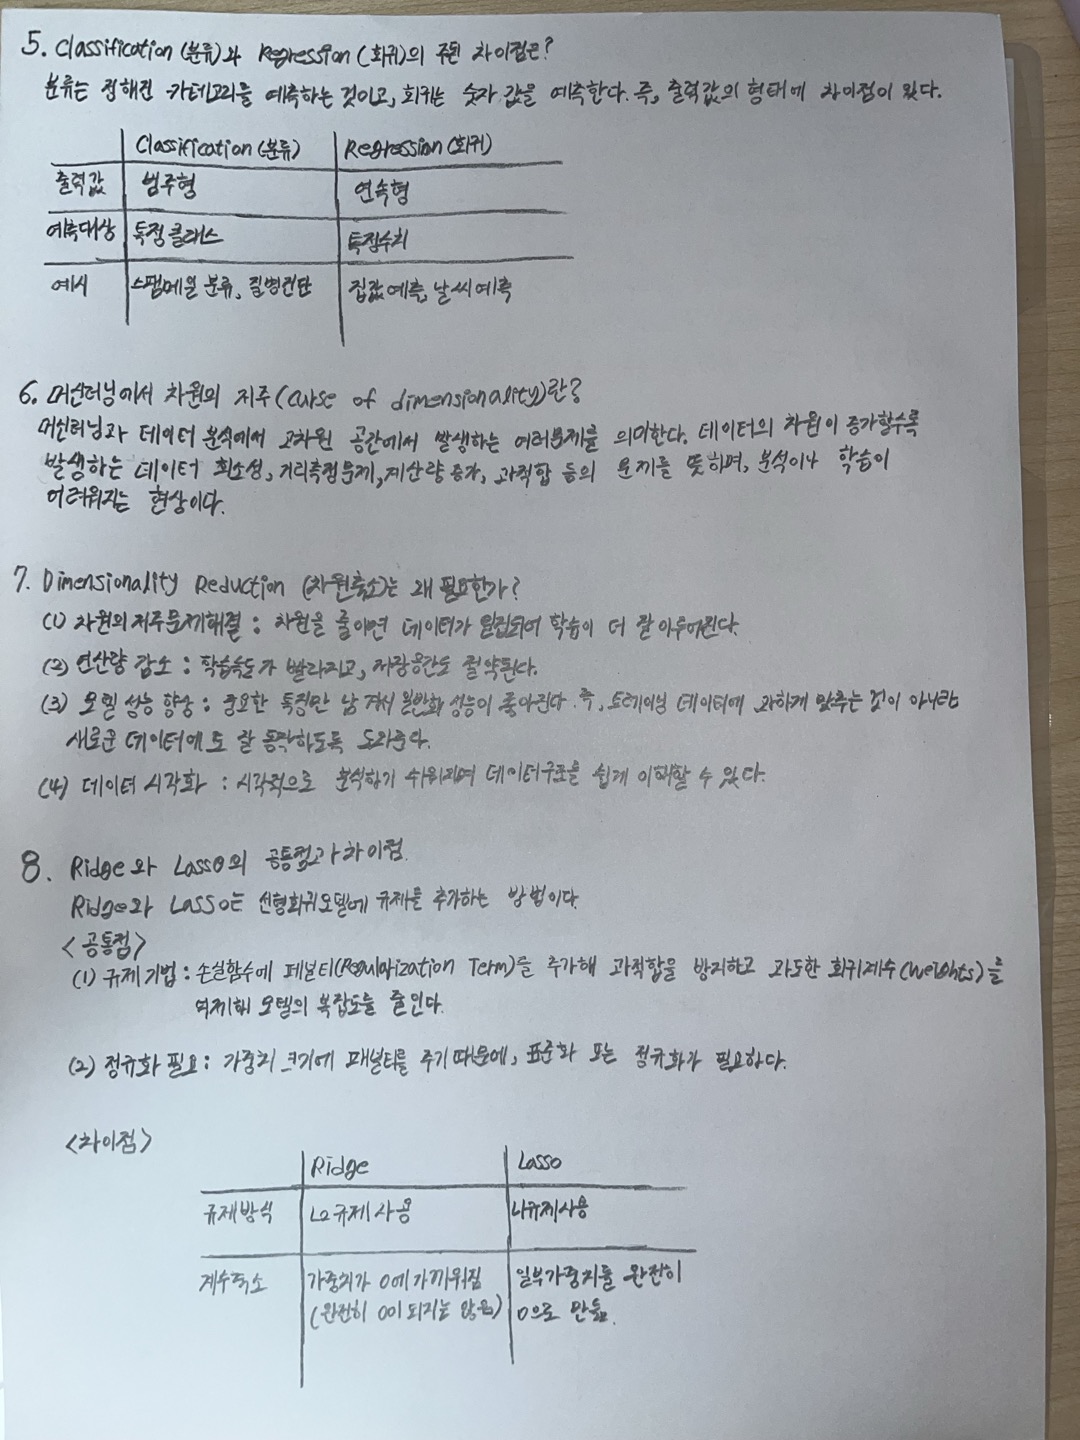 5. Classification (분류)와 Regression (회귀)의 주된 차이점은?
분류는 정해진 카테고리를 예측하는 것이고, 회귀는 숫자 값을 예측한다. 즉, 출력값의 형태에 차이점이 있다.
Classification (분류) Regression (회귀)
출력값 범주형 연속형
예측대상 특정 클래스 특정수치
예시 스팸메일 분류, 질병진단 집값 예측, 날씨 예측
6. 머신러닝에서 차원의 저주 (curse of dimensionality)란?
머신러닝과 데이터 분석에서 고차원 공간에서 발생하는 여러문제를 의미한다. 데이터의 차원이 증가할수록
발생하는 데이터 희소성, 거리측정문제, 계산량 증가, 과적합 등의 문제를 뜻하며, 분석이나 학습이
어려워지는 현상이다.
7. Dimensionality Reduction (차원축소)는 왜 필요한가?
(1) 차원의 저주문제해결 : 차원을 줄이면 데이터가 밀집되어 학습이 더 잘 이루어진다.
(2) 연산량 감소 : 학습속도가 빨라지고, 저장공간도 절약된다.
(3) 모델 성능 향상 : 중요한 특징만 남겨서 일반화 성능이 좋아진다. 즉, 트레이닝 데이터에 과하게 맞추는 것이 아니라
새로운 데이터에도 잘 동작하도록 도와준다.
(4) 데이터 시각화 : 시각적으로 분석하기 쉬워지며 데이터구조를 쉽게 이해할 수 있다.
8. Ridge와 Lasso의 공통점과 차이점.
Ridge와 Lasso는 선형회귀모델에 규제를 추가하는 방법이다.
<공통점>
(1) 규제 기법 : 손실함수에 페널티(Regularization Term)를 추가해 과적합을 방지하고 과도한 회귀계수(weights)를
억제해 모델의 복잡도를 줄인다.
(2) 정규화 필요 : 가중치 크기에 패널티를 주기 때문에, 표준화 또는 정규화가 필요하다.
<차이점>
Ridge Lasso
규제방식 L2 규제 사용 L1규제사용
계수축소 가중치가 0에 가까워짐 일부가중치를 완전히
(완전히 0이 되지는 않음) 0으로 만듦.